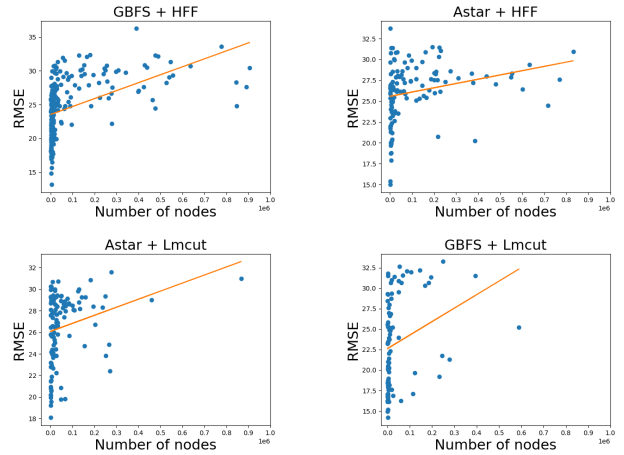 GBFS + HFF
RMSE
35
30
25
20
15
0.0 0.1 0.2 0.3 0.4 0.5 0.6 0.7 0.8 0.9 1.0
1e6
Number of nodes
Astar + HFF
RMSE
32.5
30.0
27.5
25.0
22.5
20.0
17.5
15.0
0.0 0.1 0.2 0.3 0.4 0.5 0.6 0.7 0.8 0.9 1.0
1e6
Number of nodes
Astar + Lmcut
RMSE
32
30
28
26
24
22
20
18
0.0 0.1 0.2 0.3 0.4 0.5 0.6 0.7 0.8 0.9 1.0
1e6
Number of nodes
GBFS + Lmcut
RMSE
32.5
30.0
27.5
25.0
22.5
20.0
17.5
15.0
0.0 0.1 0.2 0.3 0.4 0.5 0.6 0.7 0.8 0.9 1.0
1e6
Number of nodes